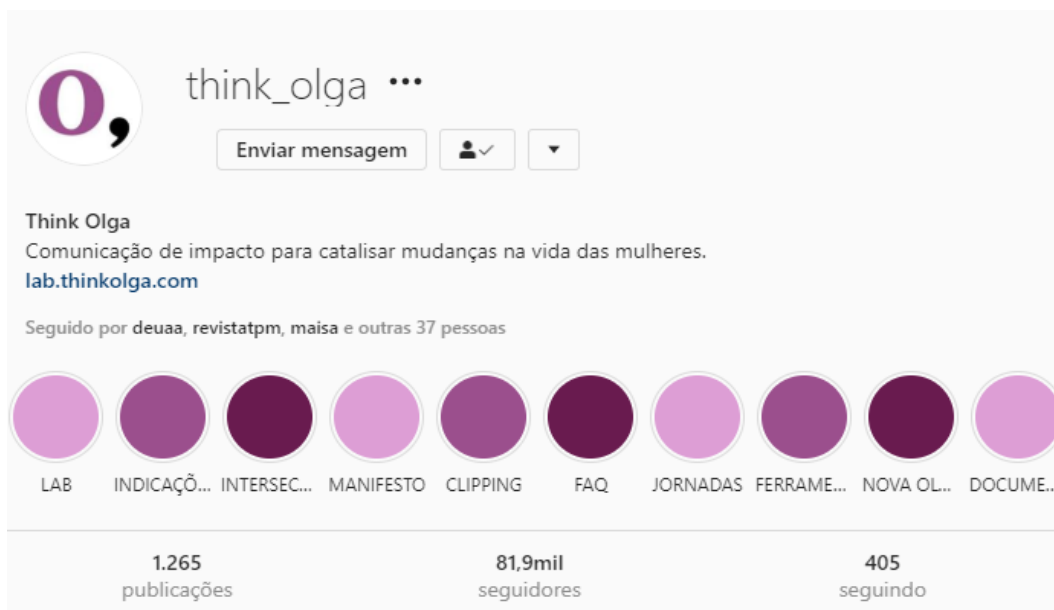 O,
think_olga •••
Enviar mensagem
Think Olga
Comunicação de impacto para catalisar mudanças na vida das mulheres.
lab.thinkolga.com
Seguido por deuaa, revistatpm, maisa e outras 37 pessoas
LAB INDICAÇÕ... INTERSEC... MANIFESTO CLIPPING FAQ JORNADAS FERRAME... NOVA OL... DOCUME...
1.265 81,9mil 405
publicações seguidores seguindo